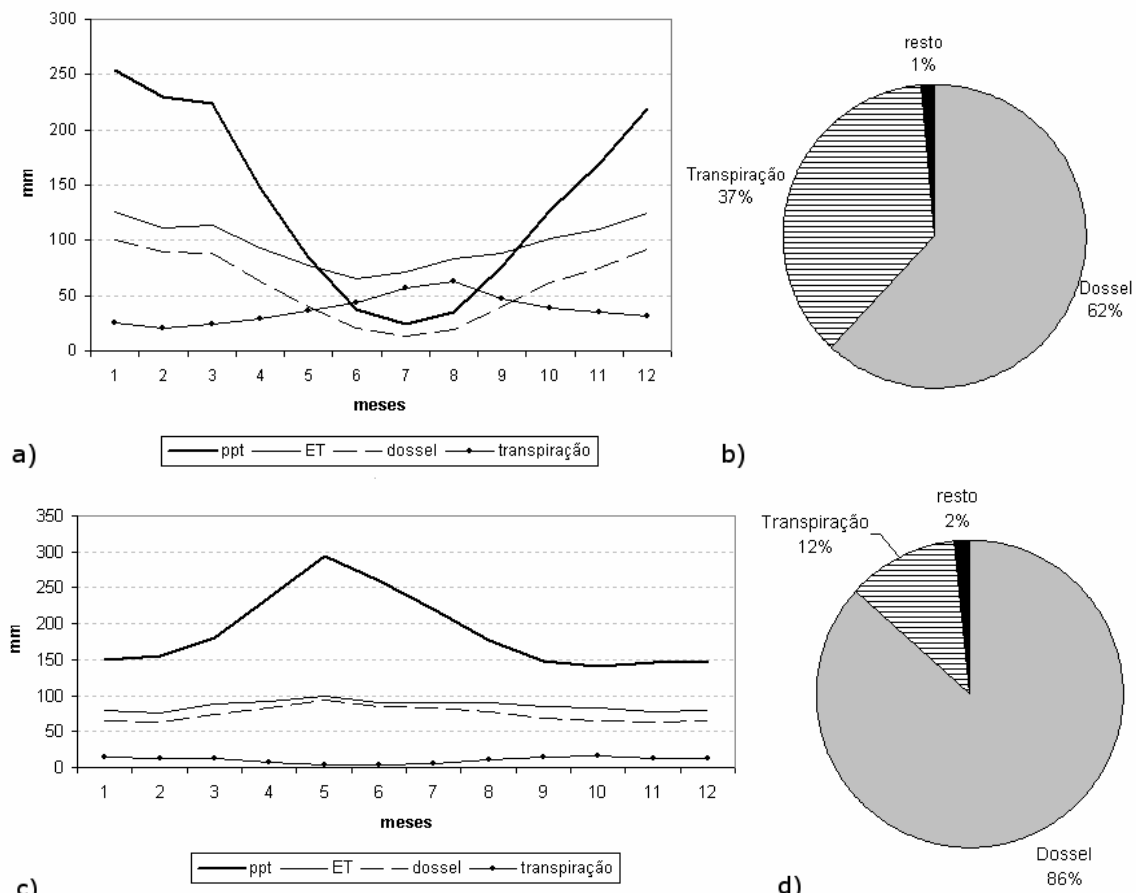 300
250
200
150
100
50
0
mm
1 2 3 4 5 6 7 8 9 10 11 12
meses
ppt ET dossel transpiração
a)
resto
1%
Transpiração
37%
Dossel
62%
b)
350
300
250
200
150
100
50
0
mm
1 2 3 4 5 6 7 8 9 10 11 12
meses
ppt ET dossel transpiração
c)
resto
2%
Transpiração
12%
Dossel
86%
d)